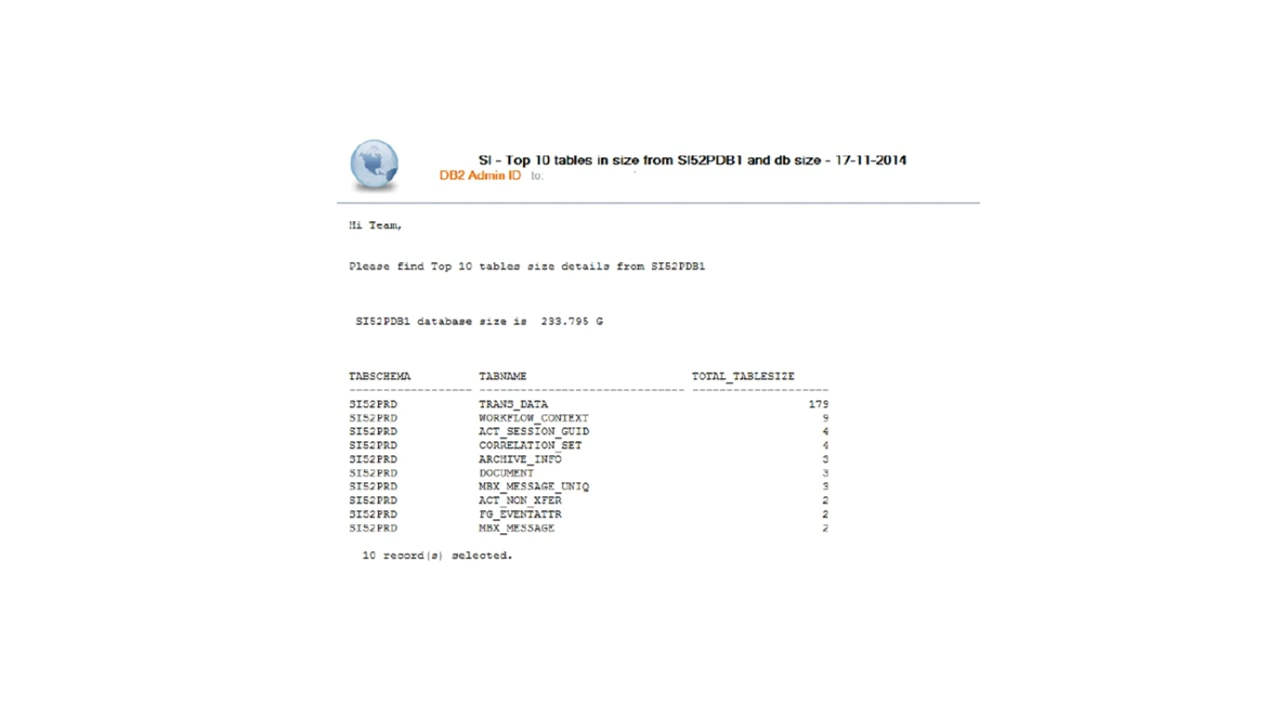 SI - Top 10 tables in size from SI52PDB1 and db size - 17-11-2014
DB2 Admin ID to:
Hi Team,
Please find Top 10 tables size details from SI52PDB1
SI52PDB1 database size is 233.795 G
TABSCHEMA TABNAME TOTAL_TABLESIZE
----------------- ------------------------------ --------------------
SI52PRD TRANS_DATA 179
SI52PRD WORKFLOW_CONTEXT 9
SI52PRD ACT_SESSION_GUID 4
SI52PRD CORRELATION_SET 4
SI52PRD ARCHIVE_INFO 3
SI52PRD DOCUMENT 3
SI52PRD MBX_MESSAGE_UNIQ 3
SI52PRD ACT_NON_XFER 2
SI52PRD FG_EVENTATTR 2
SI52PRD MBX_MESSAGE 2
10 record(s) selected.